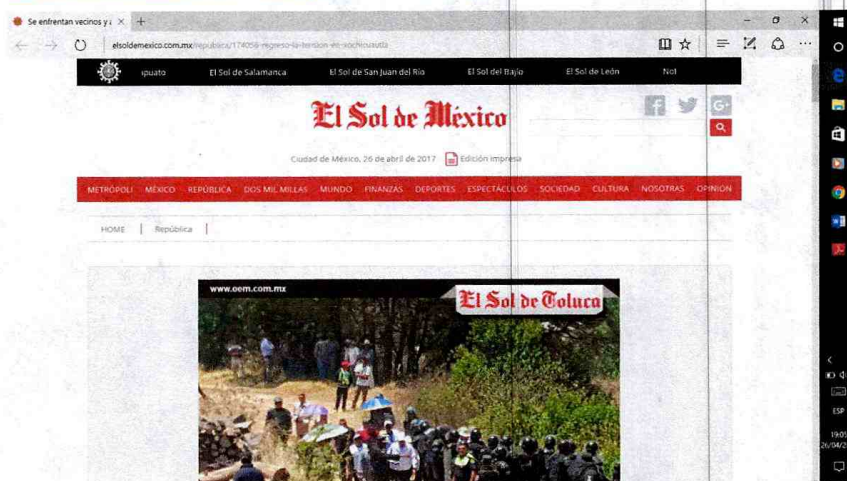 Se enfrentan vecinos y
elsoldemexico.com.mx/republica/174056-regreso-la-tension-en-xochicuautla
El Sol de Salamanca El Sol de San Juan del Río El Sol del Bajío El Sol de León Not
El Sol de México
Ciudad de México, 26 de abril de 2017 Edición impresa
METRÓPOLI MÉXICO REPÚBLICA DOS MIL MILLAS MUNDO FINANZAS DEPORTES ESPECTÁCULOS SOCIEDAD CULTURA NOSOTRAS OPINIÓN
HOME | República |
www.oem.com.mx
El Sol de Toluca
ESP
19:05